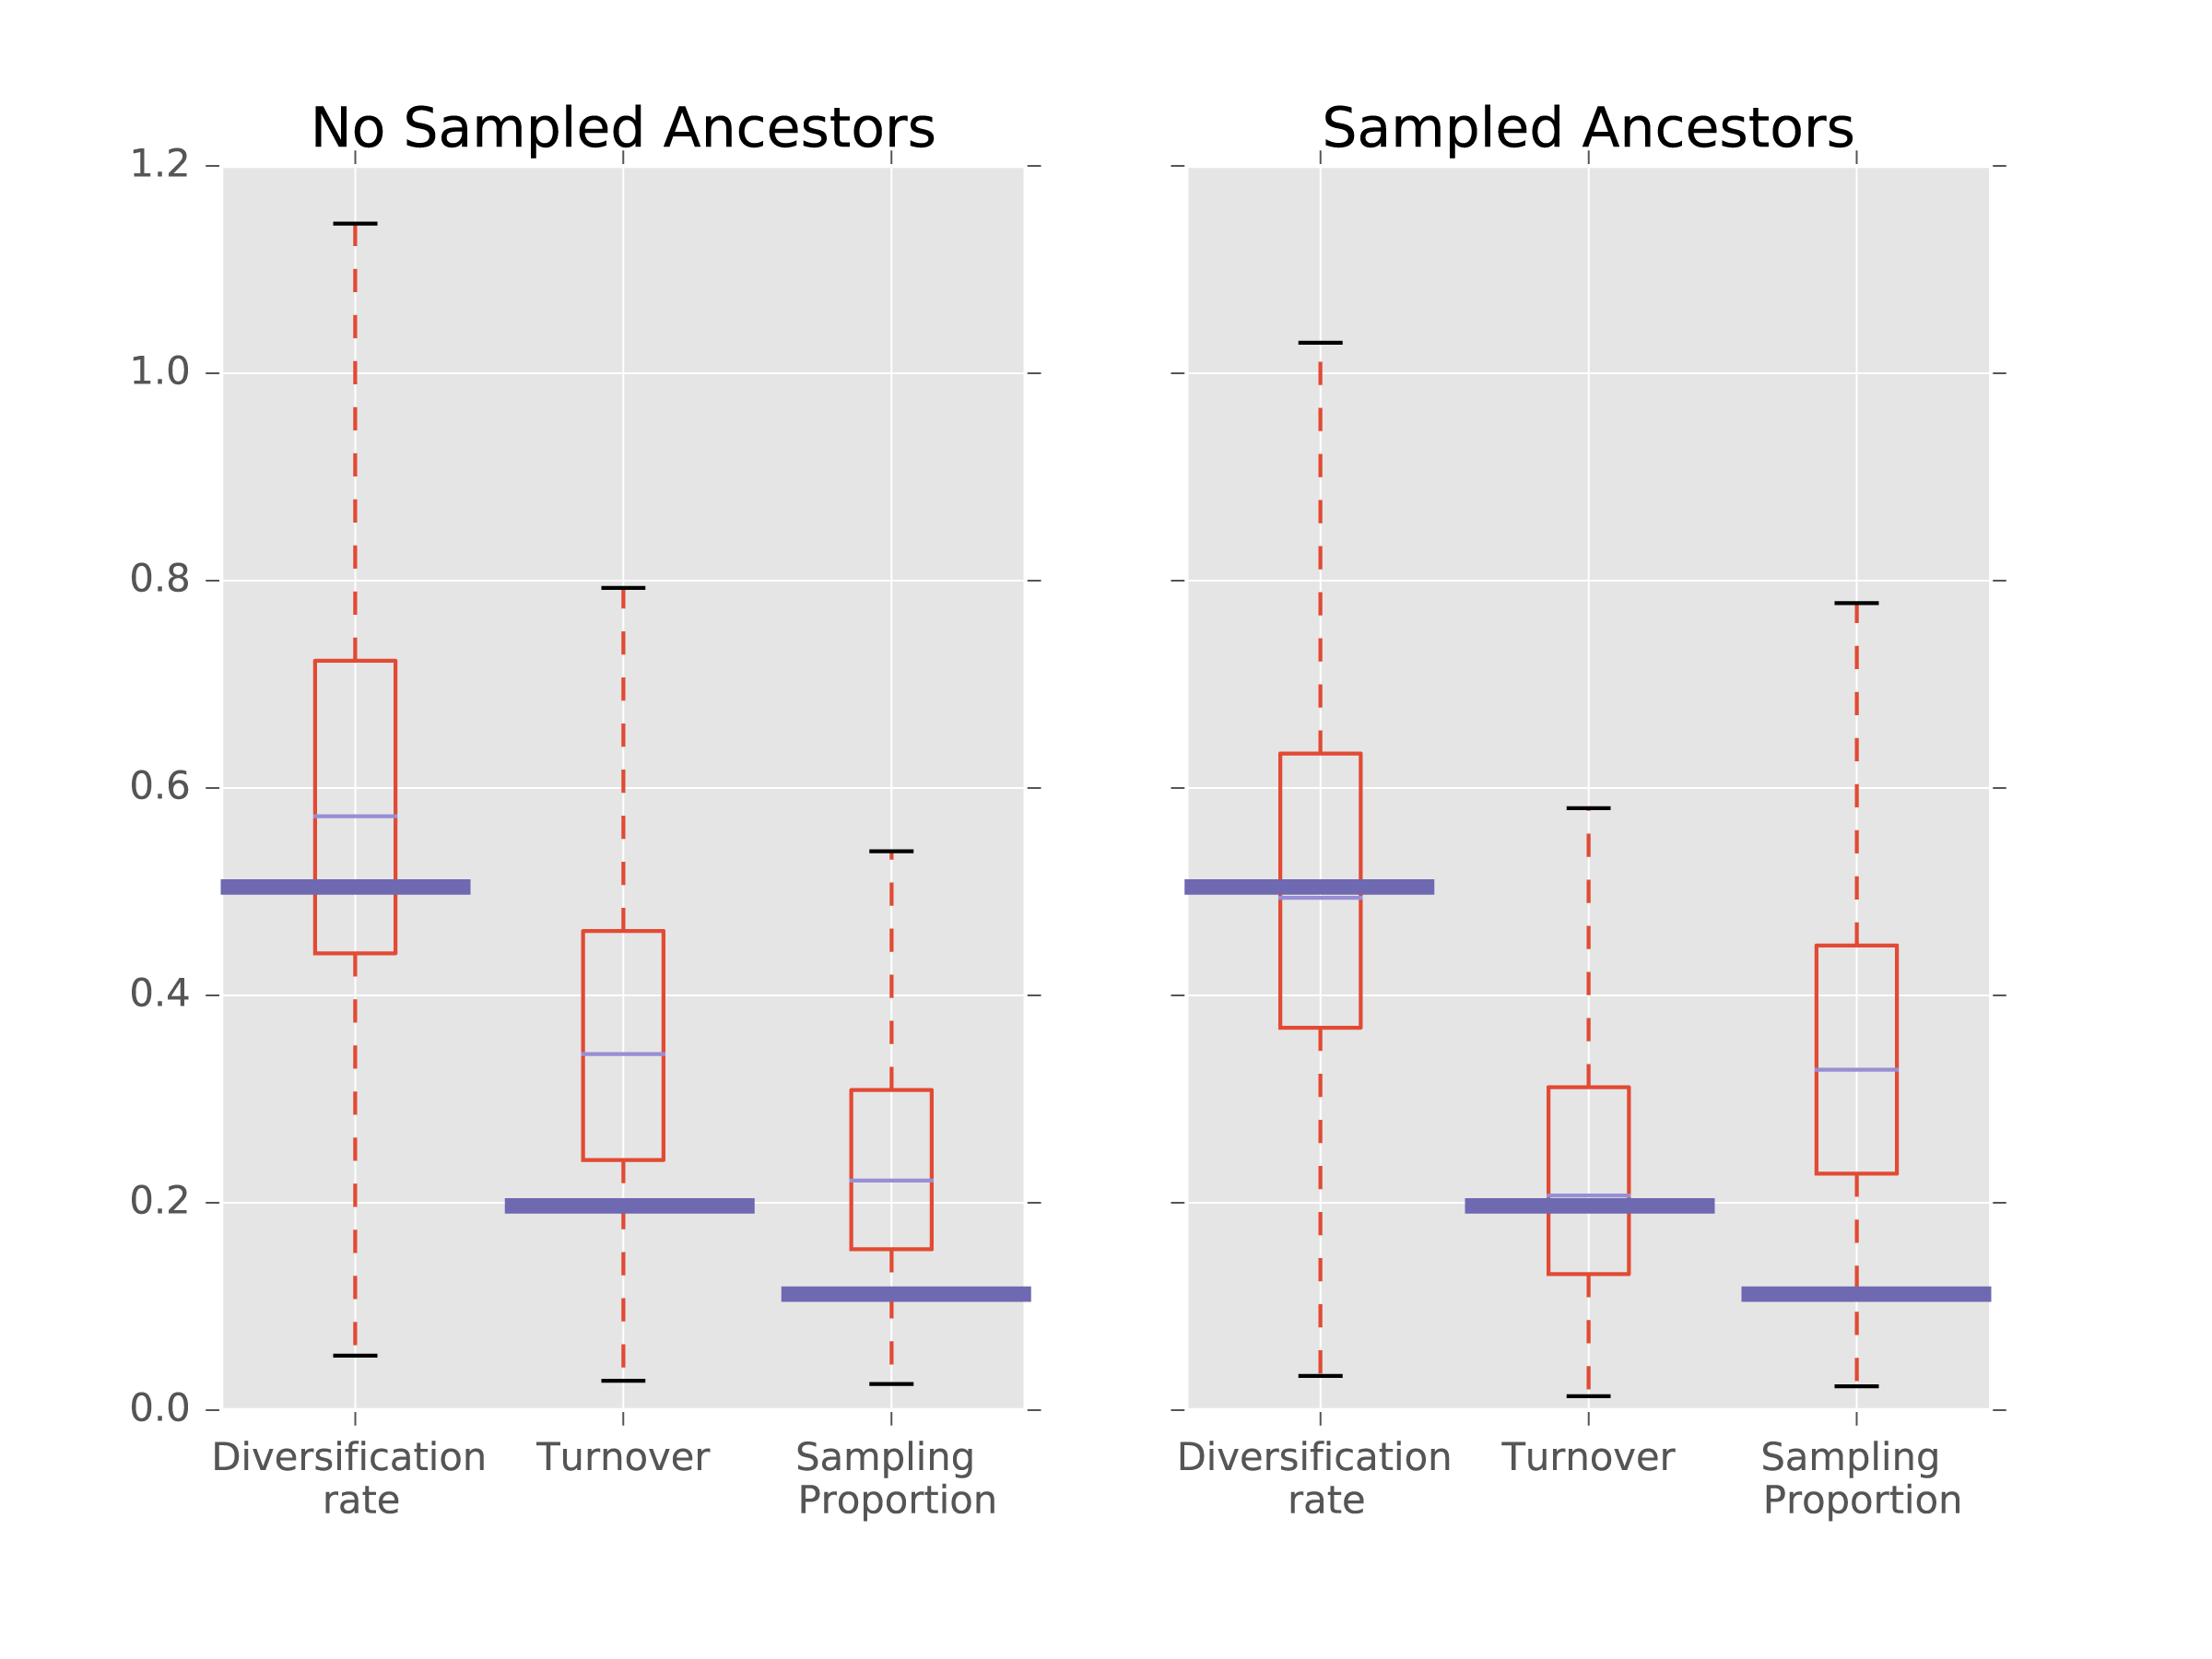 No Sampled Ancestors
Sampled Ancestors
1.2
1.0
0.8
0.6
0.4
0.2
0.0
Diversification
rate
Turnover
Sampling
Proportion
Diversification
rate
Turnover
Sampling
Proportion